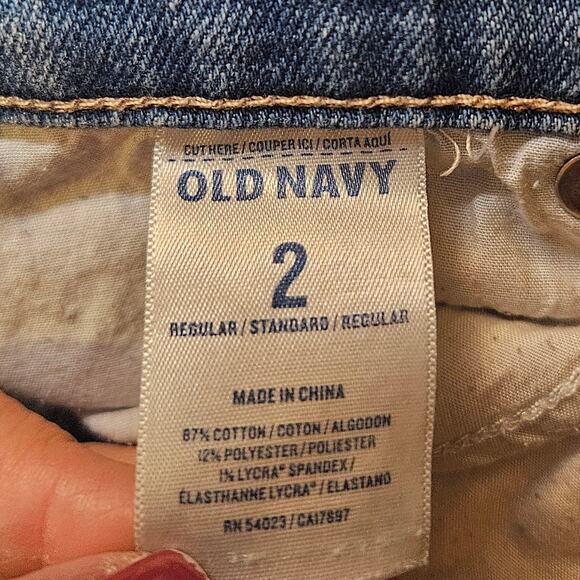 CUT HERE / COUPER ICI / CORTA AQUÍ
OLD NAVY
2
REGULAR / STANDARD / REGULAR
MADE IN CHINA
87% COTTON / COTON / ALGODON
12% POLYESTER / POLIESTER
1% LYCRA® SPANDEX /
ÉLASTHANNE LYCRA® / ELASTANO
RN 54023 / CA17897